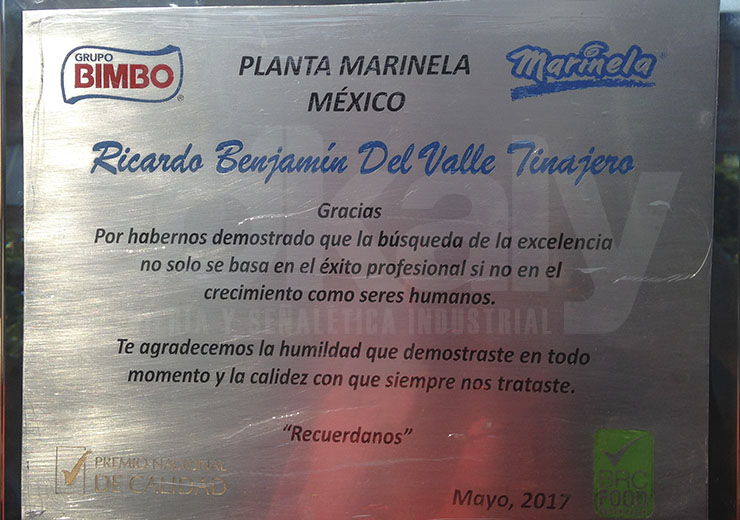 GRUPO
BIMBO
PLANTA MARINELA
MÉXICO
Marinela
Ricardo Benjamín Del Valle Tinajero
Gracias
Por habernos demostrado que la búsqueda de la excelencia
no solo se basa en el éxito profesional si no en el
crecimiento como seres humanos.
Y SEÑALÉTICA INDUSTRIAL
Te agradecemos la humildad que demostraste en todo
momento y la calidez con que siempre nos trataste.
"Recuerdanos"
PREMIO NACIONAL
DE CALIDAD
BRC
FOOD
Mayo, 2017